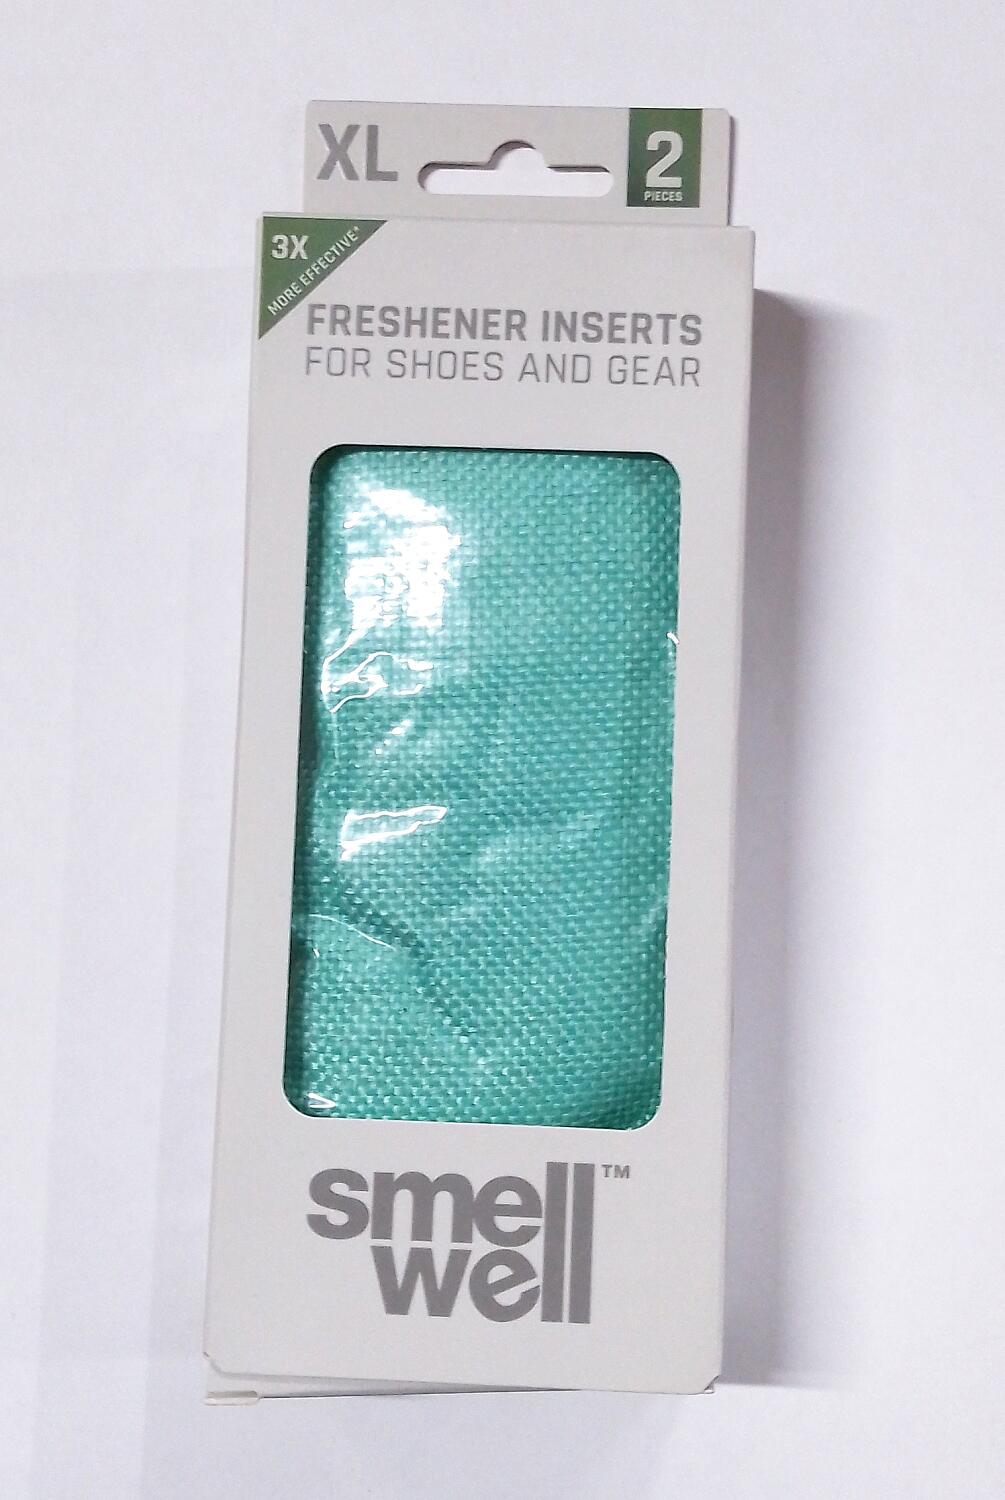 XL
2
PIECES
3X
MORE EFFECTIVE*
FRESHENER INSERTS
FOR SHOES AND GEAR
smell™
well